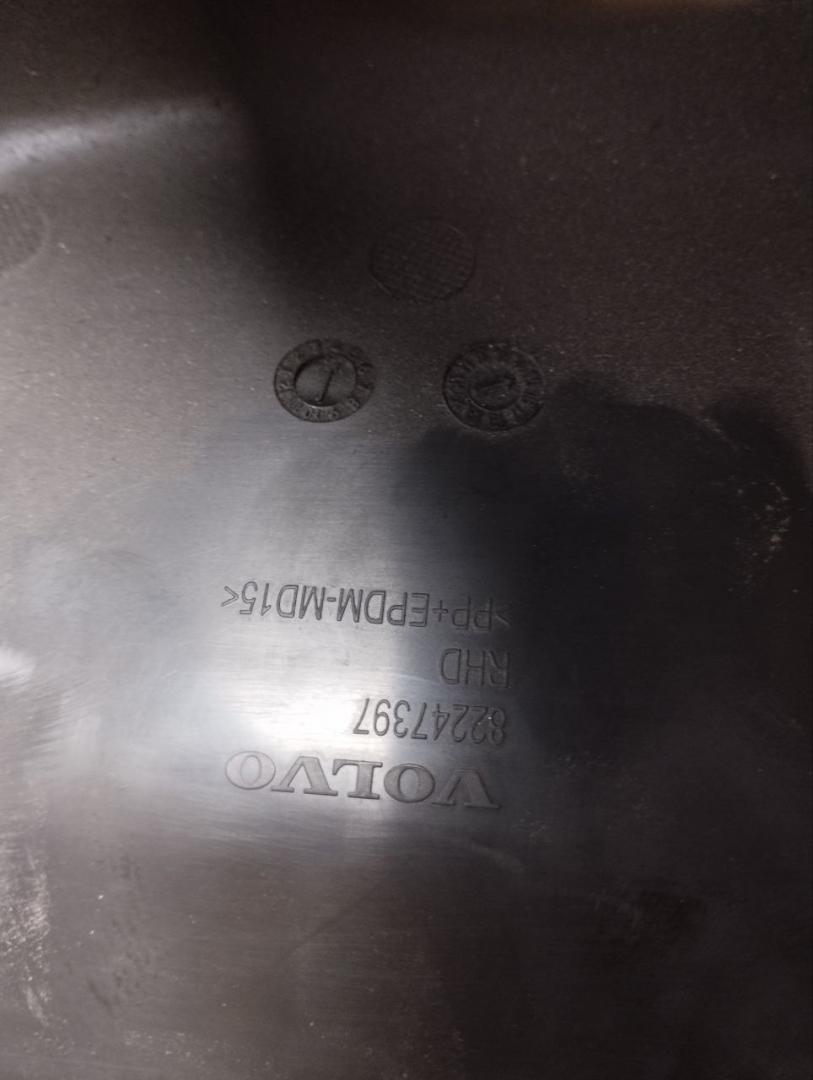 VOLVO
82247397
RHD
>PP+EPDM-MD15<